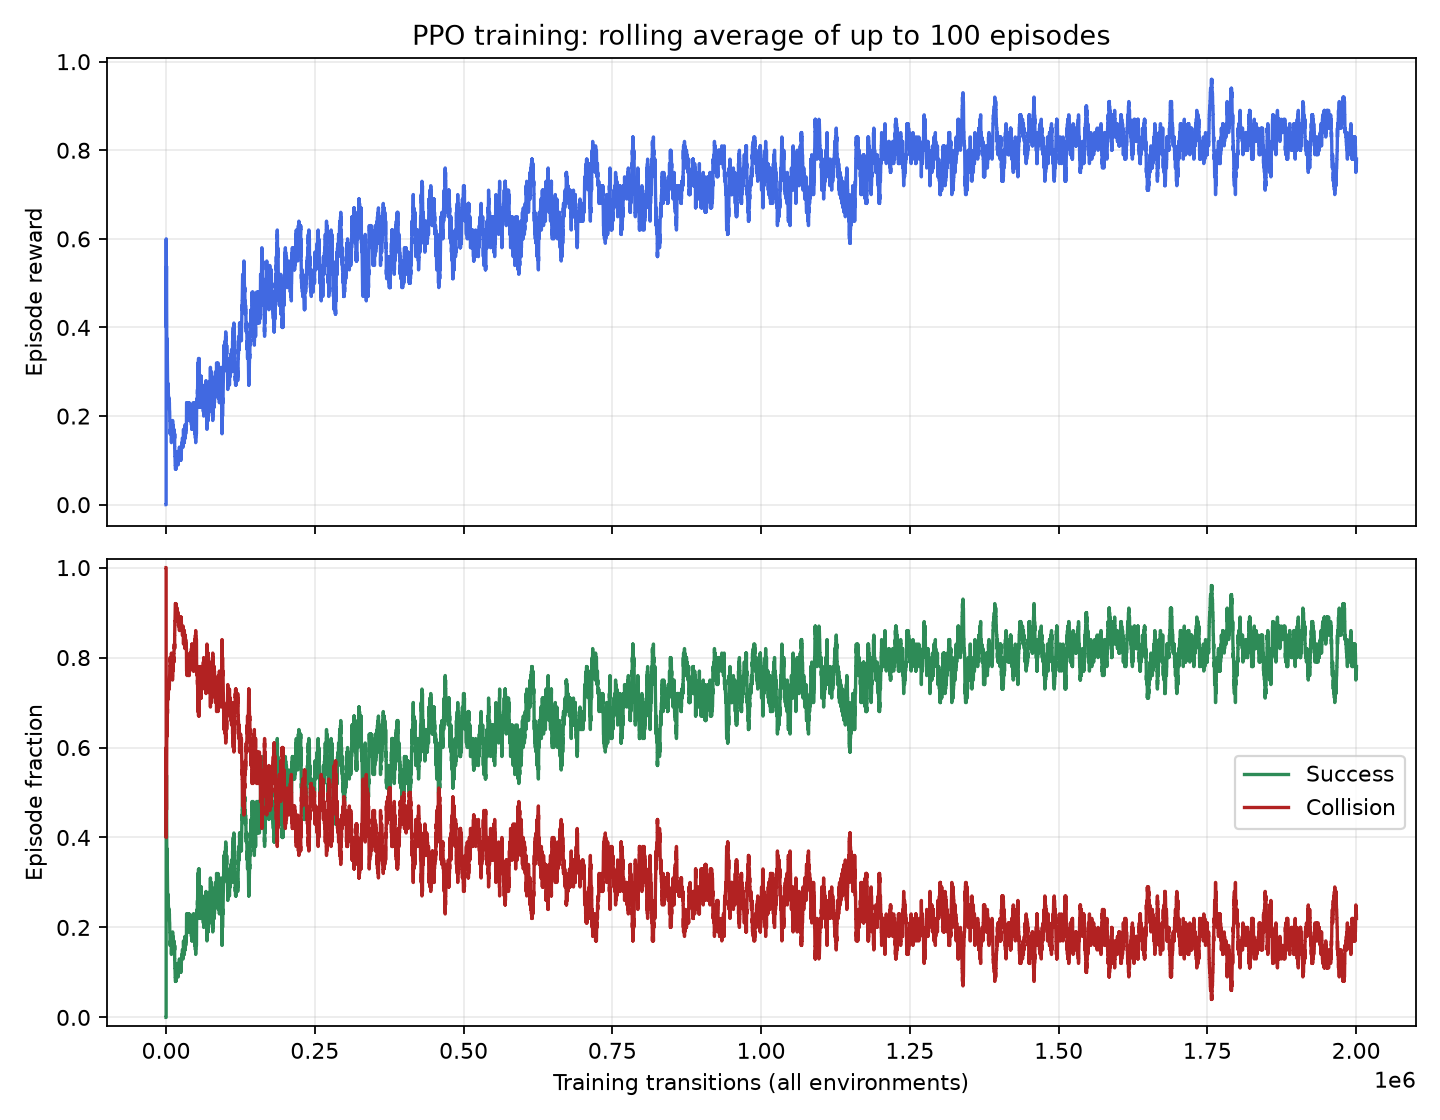 PPO training: rolling average of up to 100 episodes
1.0
0.8
0.6
0.4
0.2
0.0
Episode reward
1.0
0.8
0.6
0.4
0.2
0.0
Episode fraction
Success
Collision
0.00 0.25 0.50 0.75 1.00 1.25 1.50 1.75 2.00
1e6
Training transitions (all environments)